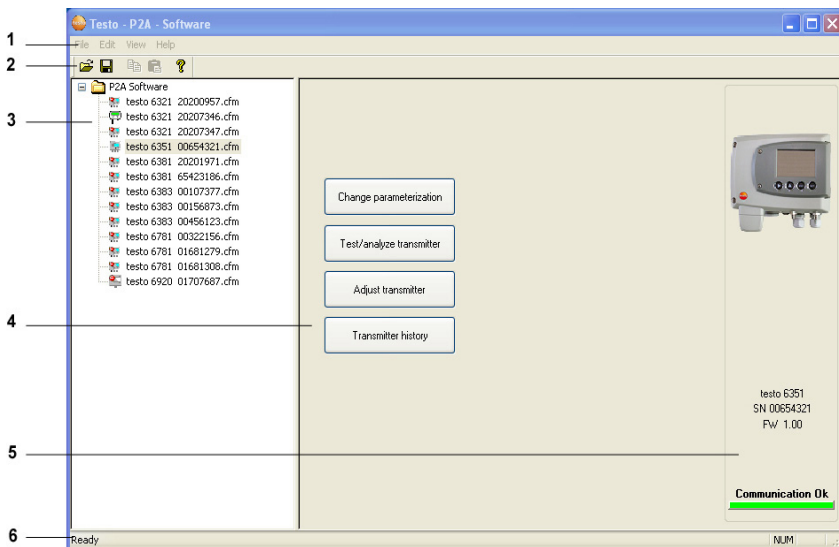 Testo - P2A - Software
1
File Edit View Help
2
P2A Software
3
testo 6321 20200957.cfm
testo 6321 20207346.cfm
testo 6321 20207347.cfm
testo 6351 00654321.cfm
testo 6381 20201971.cfm
testo 6381 65423186.cfm
testo 6383 00107377.cfm
testo 6383 00156873.cfm
testo 6383 00456123.cfm
testo 6781 00322156.cfm
testo 6781 01681279.cfm
testo 6781 01681308.cfm
testo 6920 01707687.cfm
Change parameterization
Test/analyze transmitter
Adjust transmitter
Transmitter history
4
testo 6351
SN 00654321
FW 1.00
5
Communication Ok
6
Ready
NUM